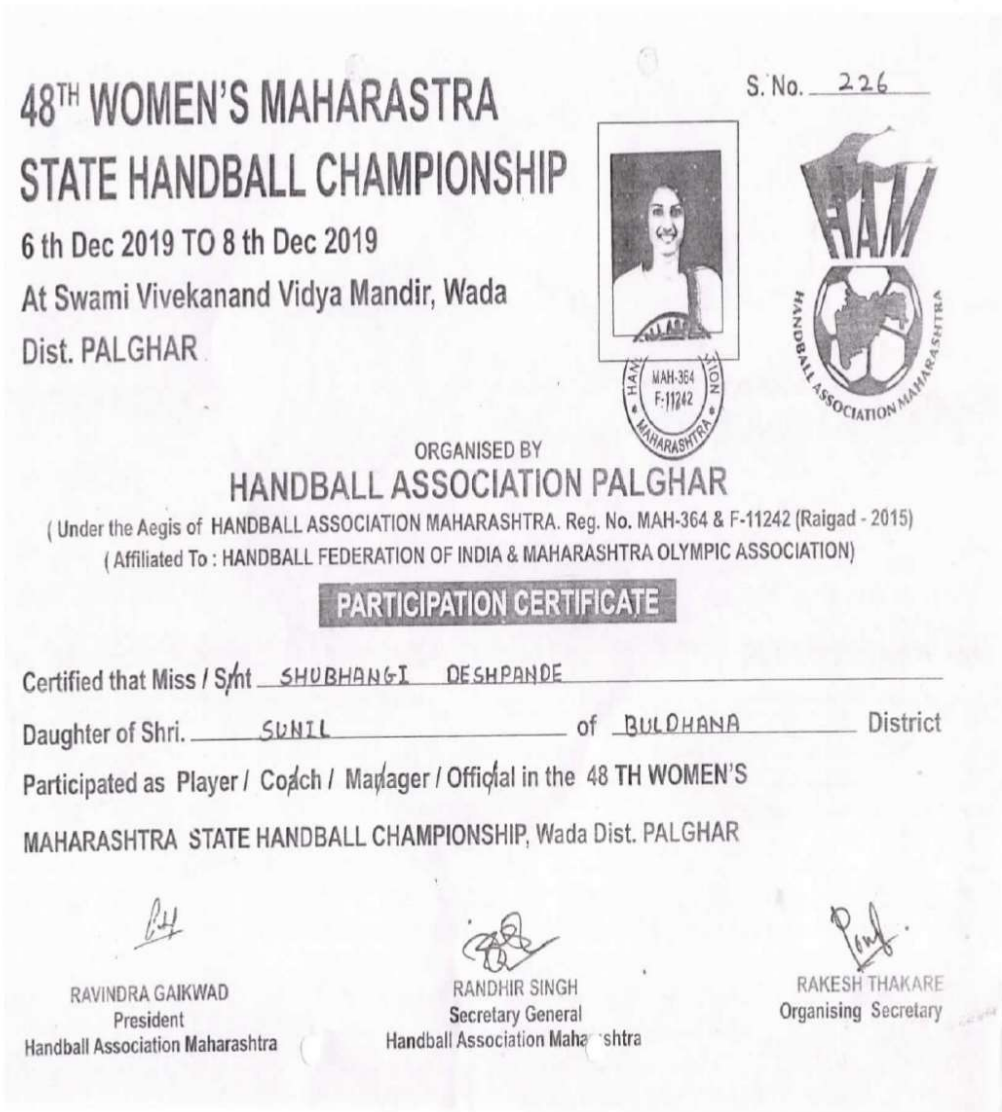 S. No. 226
48TH WOMEN'S MAHARASTRA
STATE HANDBALL CHAMPIONSHIP
6 th Dec 2019 TO 8 th Dec 2019
At Swami Vivekanand Vidya Mandir, Wada
Dist. PALGHAR
MAH-364
F-11242
MAHARASHTRA
HAM
HANDBALL ASSOCIATION MAHARASHTRA
ORGANISED BY
HANDBALL ASSOCIATION PALGHAR
( Under the Aegis of HANDBALL ASSOCIATION MAHARASHTRA. Reg. No. MAH-364 & F-11242 (Raigad - 2015)
( Affiliated To : HANDBALL FEDERATION OF INDIA & MAHARASHTRA OLYMPIC ASSOCIATION)
PARTICIPATION CERTIFICATE
Certified that Miss / Smt SHUBHANGI DESHPANDE
Daughter of Shri. SUNIL of BULDHANA District
Participated as Player / Coach / Manager / Official in the 48 TH WOMEN'S
MAHARASHTRA STATE HANDBALL CHAMPIONSHIP, Wada Dist. PALGHAR
RAVINDRA GAIKWAD
President
Handball Association Maharashtra
RANDHIR SINGH
Secretary General
Handball Association Maha shtra
RAKESH THAKARE
Organising Secretary